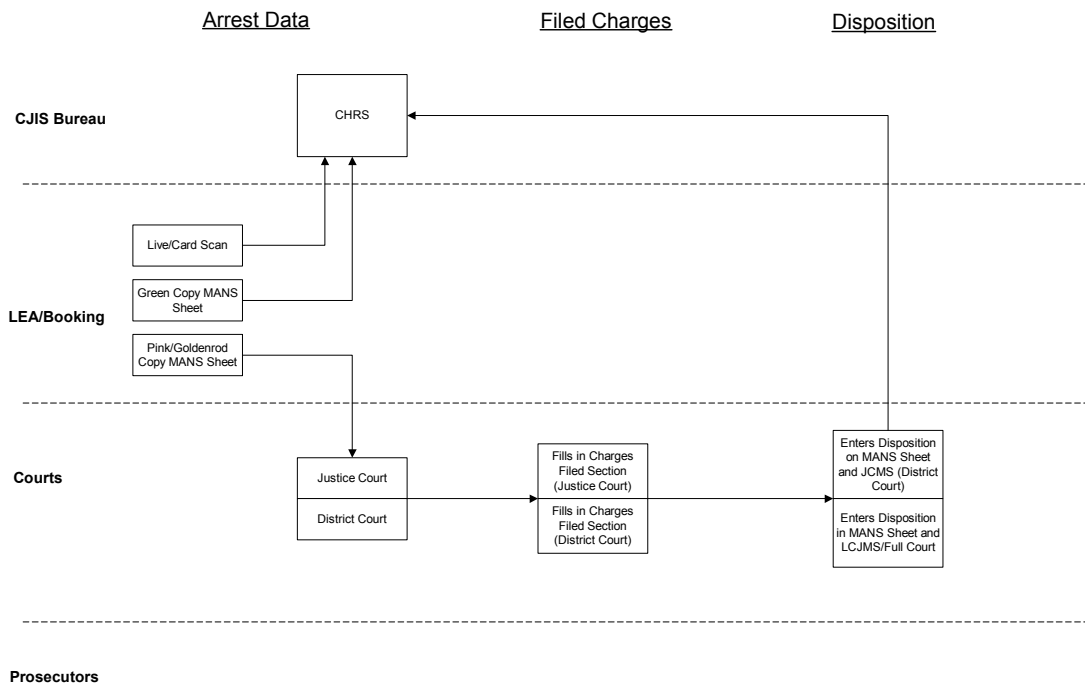 Arrest Data
Filed Charges
Disposition
CJIS Bureau
CHRS
Live/Card Scan
Green Copy MANS
Sheet
LEA/Booking
Pink/Goldenrod
Copy MANS Sheet
Courts
Justice Court
District Court
Fills in Charges
Filed Section
(Justice Court)
Fills in Charges
Filed Section
(District Court)
Enters Disposition
on MANS Sheet
and JCMS (District
Court)
Enters Disposition
in MANS Sheet and
LCJMS/Full Court
Prosecutors